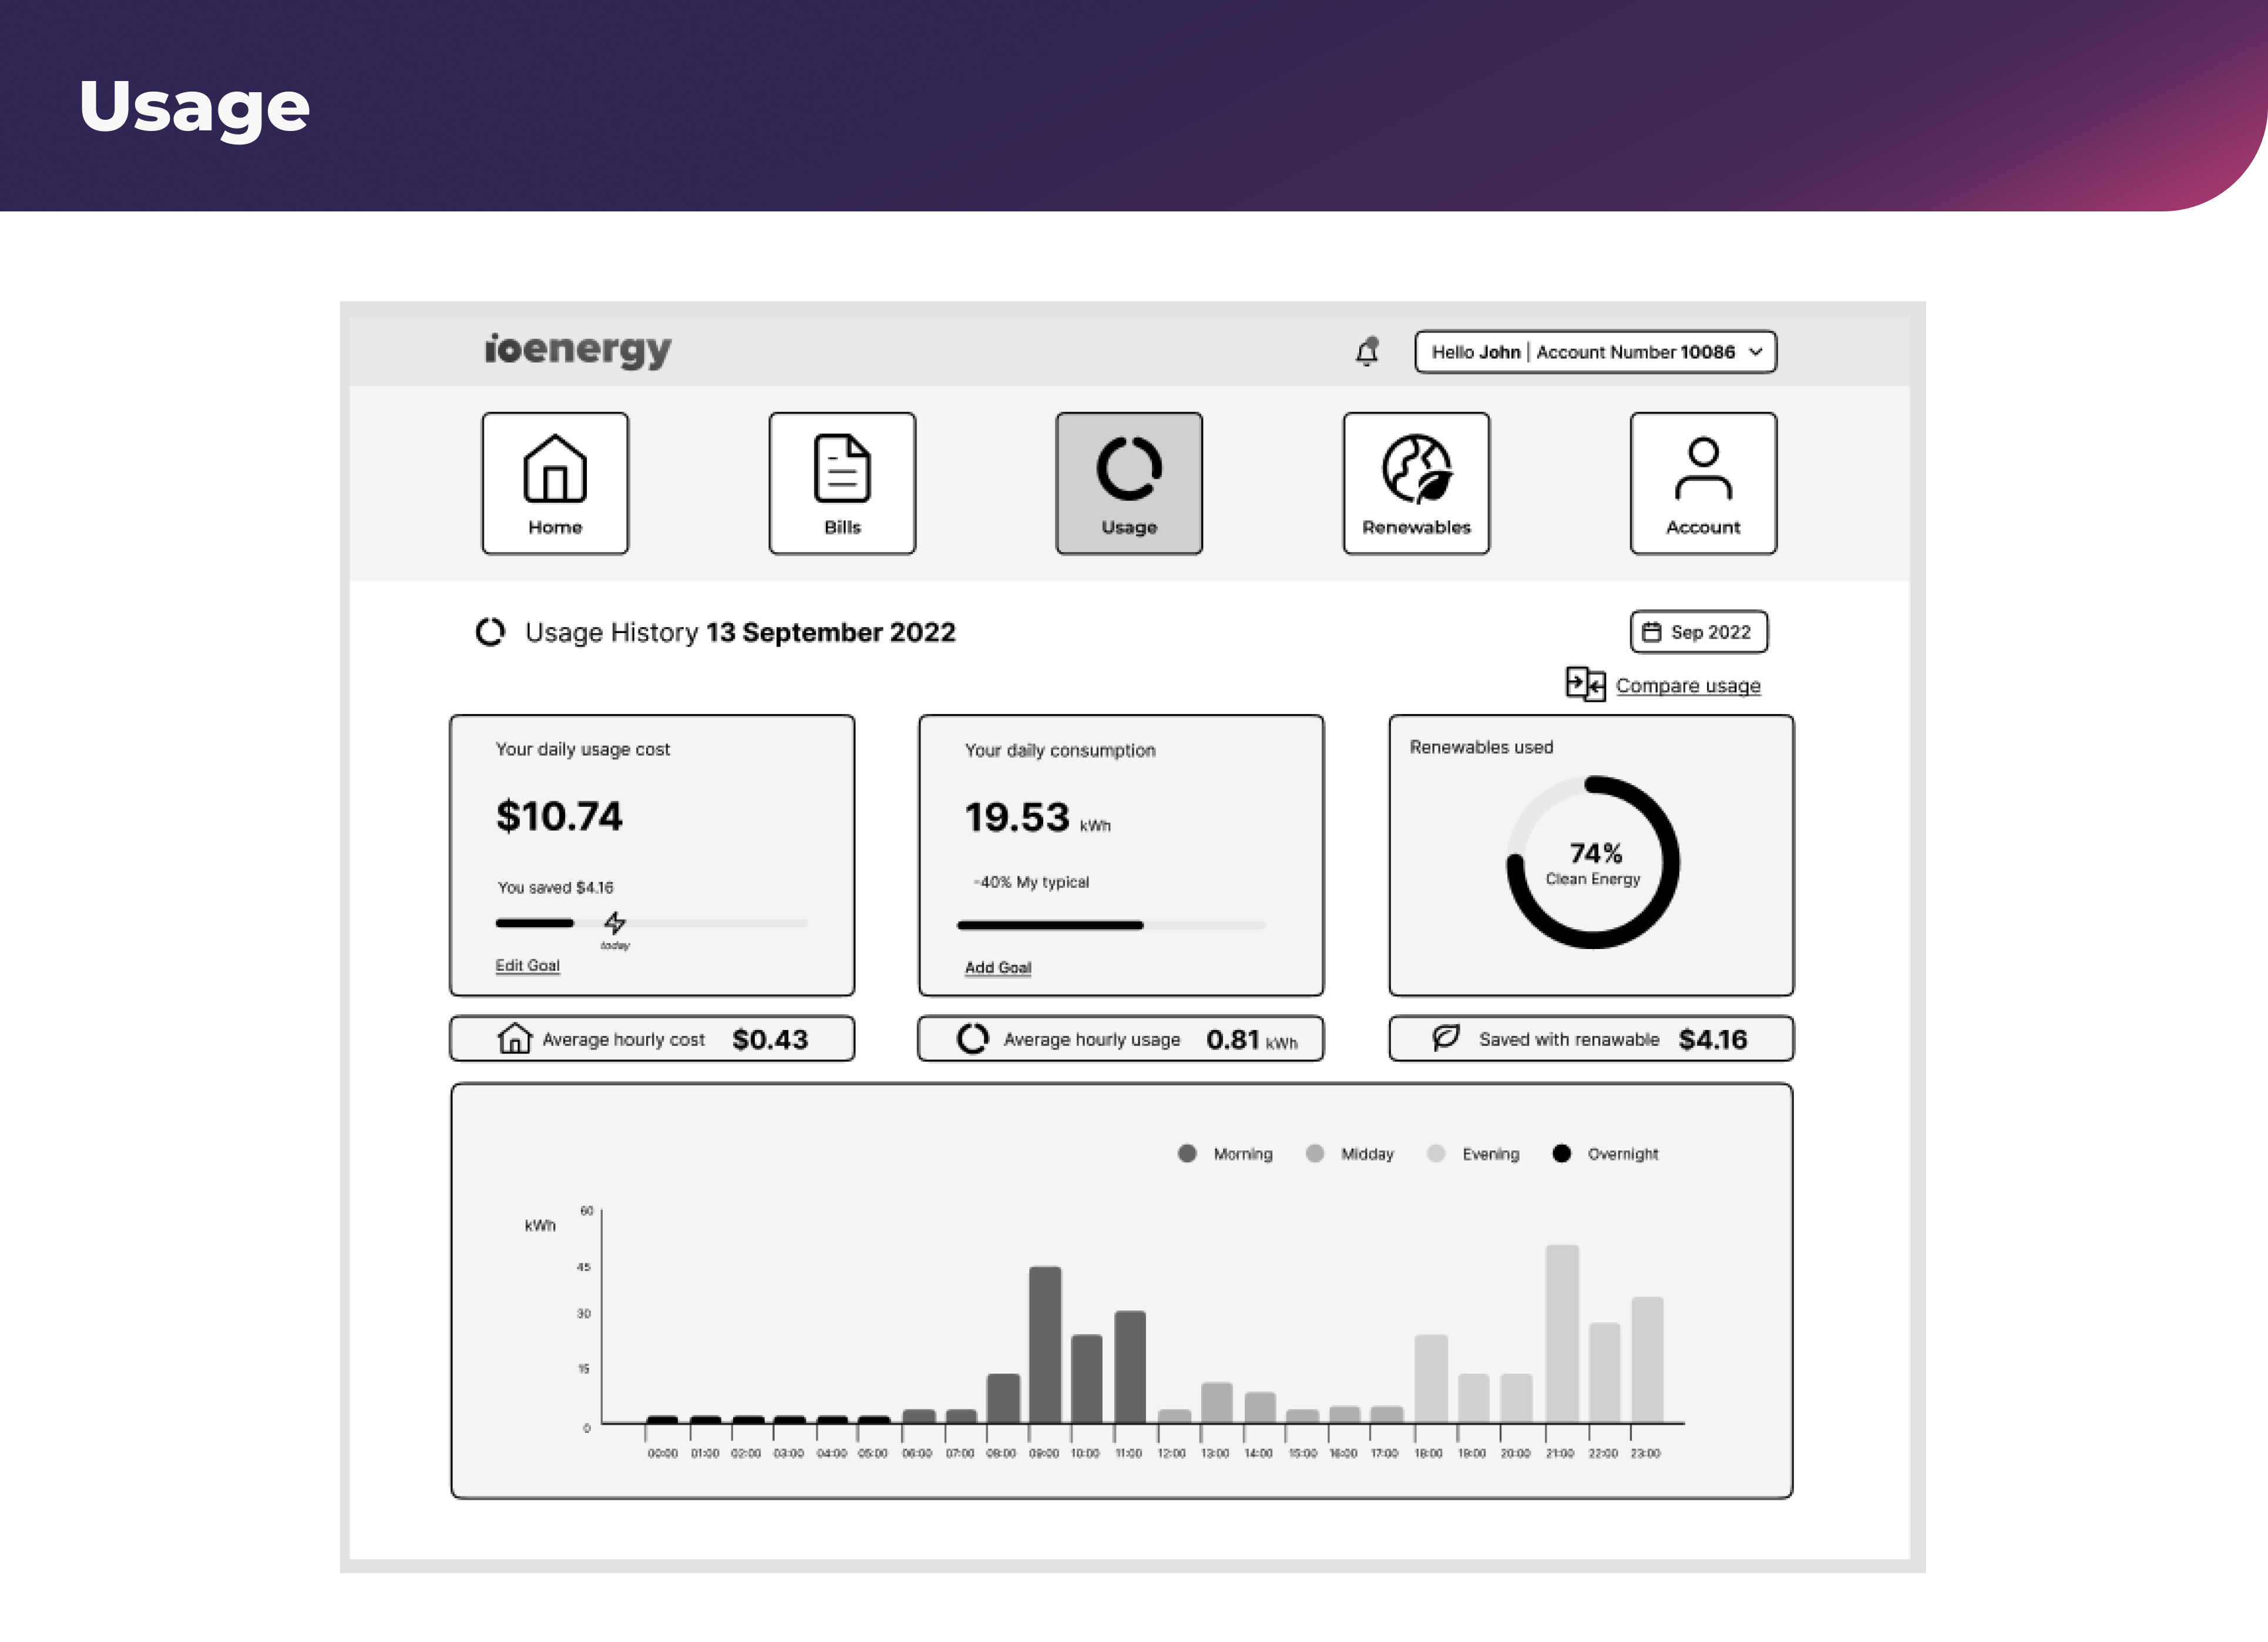 Usage
ioenergy
Hello John | Account Number 10086
Home
Bills
Usage
Renewables
Account
Usage History 13 September 2022
Sep 2022
Compare usage
Your daily usage cost
$10.74
You saved $4.16
today
Edit Goal
Your daily consumption
19.53 kWh
-40% My typical
Add Goal
Renewables used
74%
Clean Energy
Average hourly cost $0.43
Average hourly usage 0.81 kWh
Saved with renawable $4.16
Morning Midday Evening Overnight
kWh
60
45
30
15
0
00:00 01:00 02:00 03:00 04:00 05:00 06:00 07:00 08:00 09:00 10:00 11:00 12:00 13:00 14:00 15:00 16:00 17:00 18:00 19:00 20:00 21:00 22:00 23:00